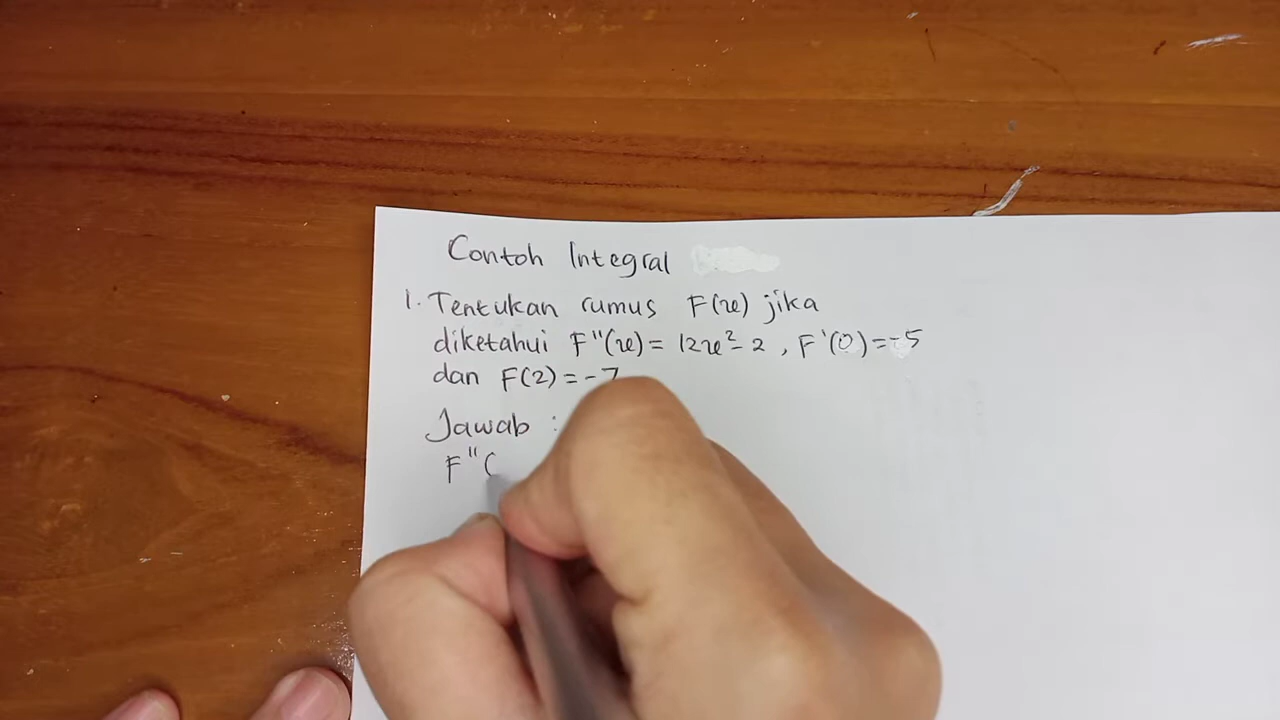 Contoh Integral
1. Tentukan rumus F(x) jika
diketahui F"(x) = 12x² - 2, F'(0) = -5
dan F(2) = -7
Jawab :
F"(